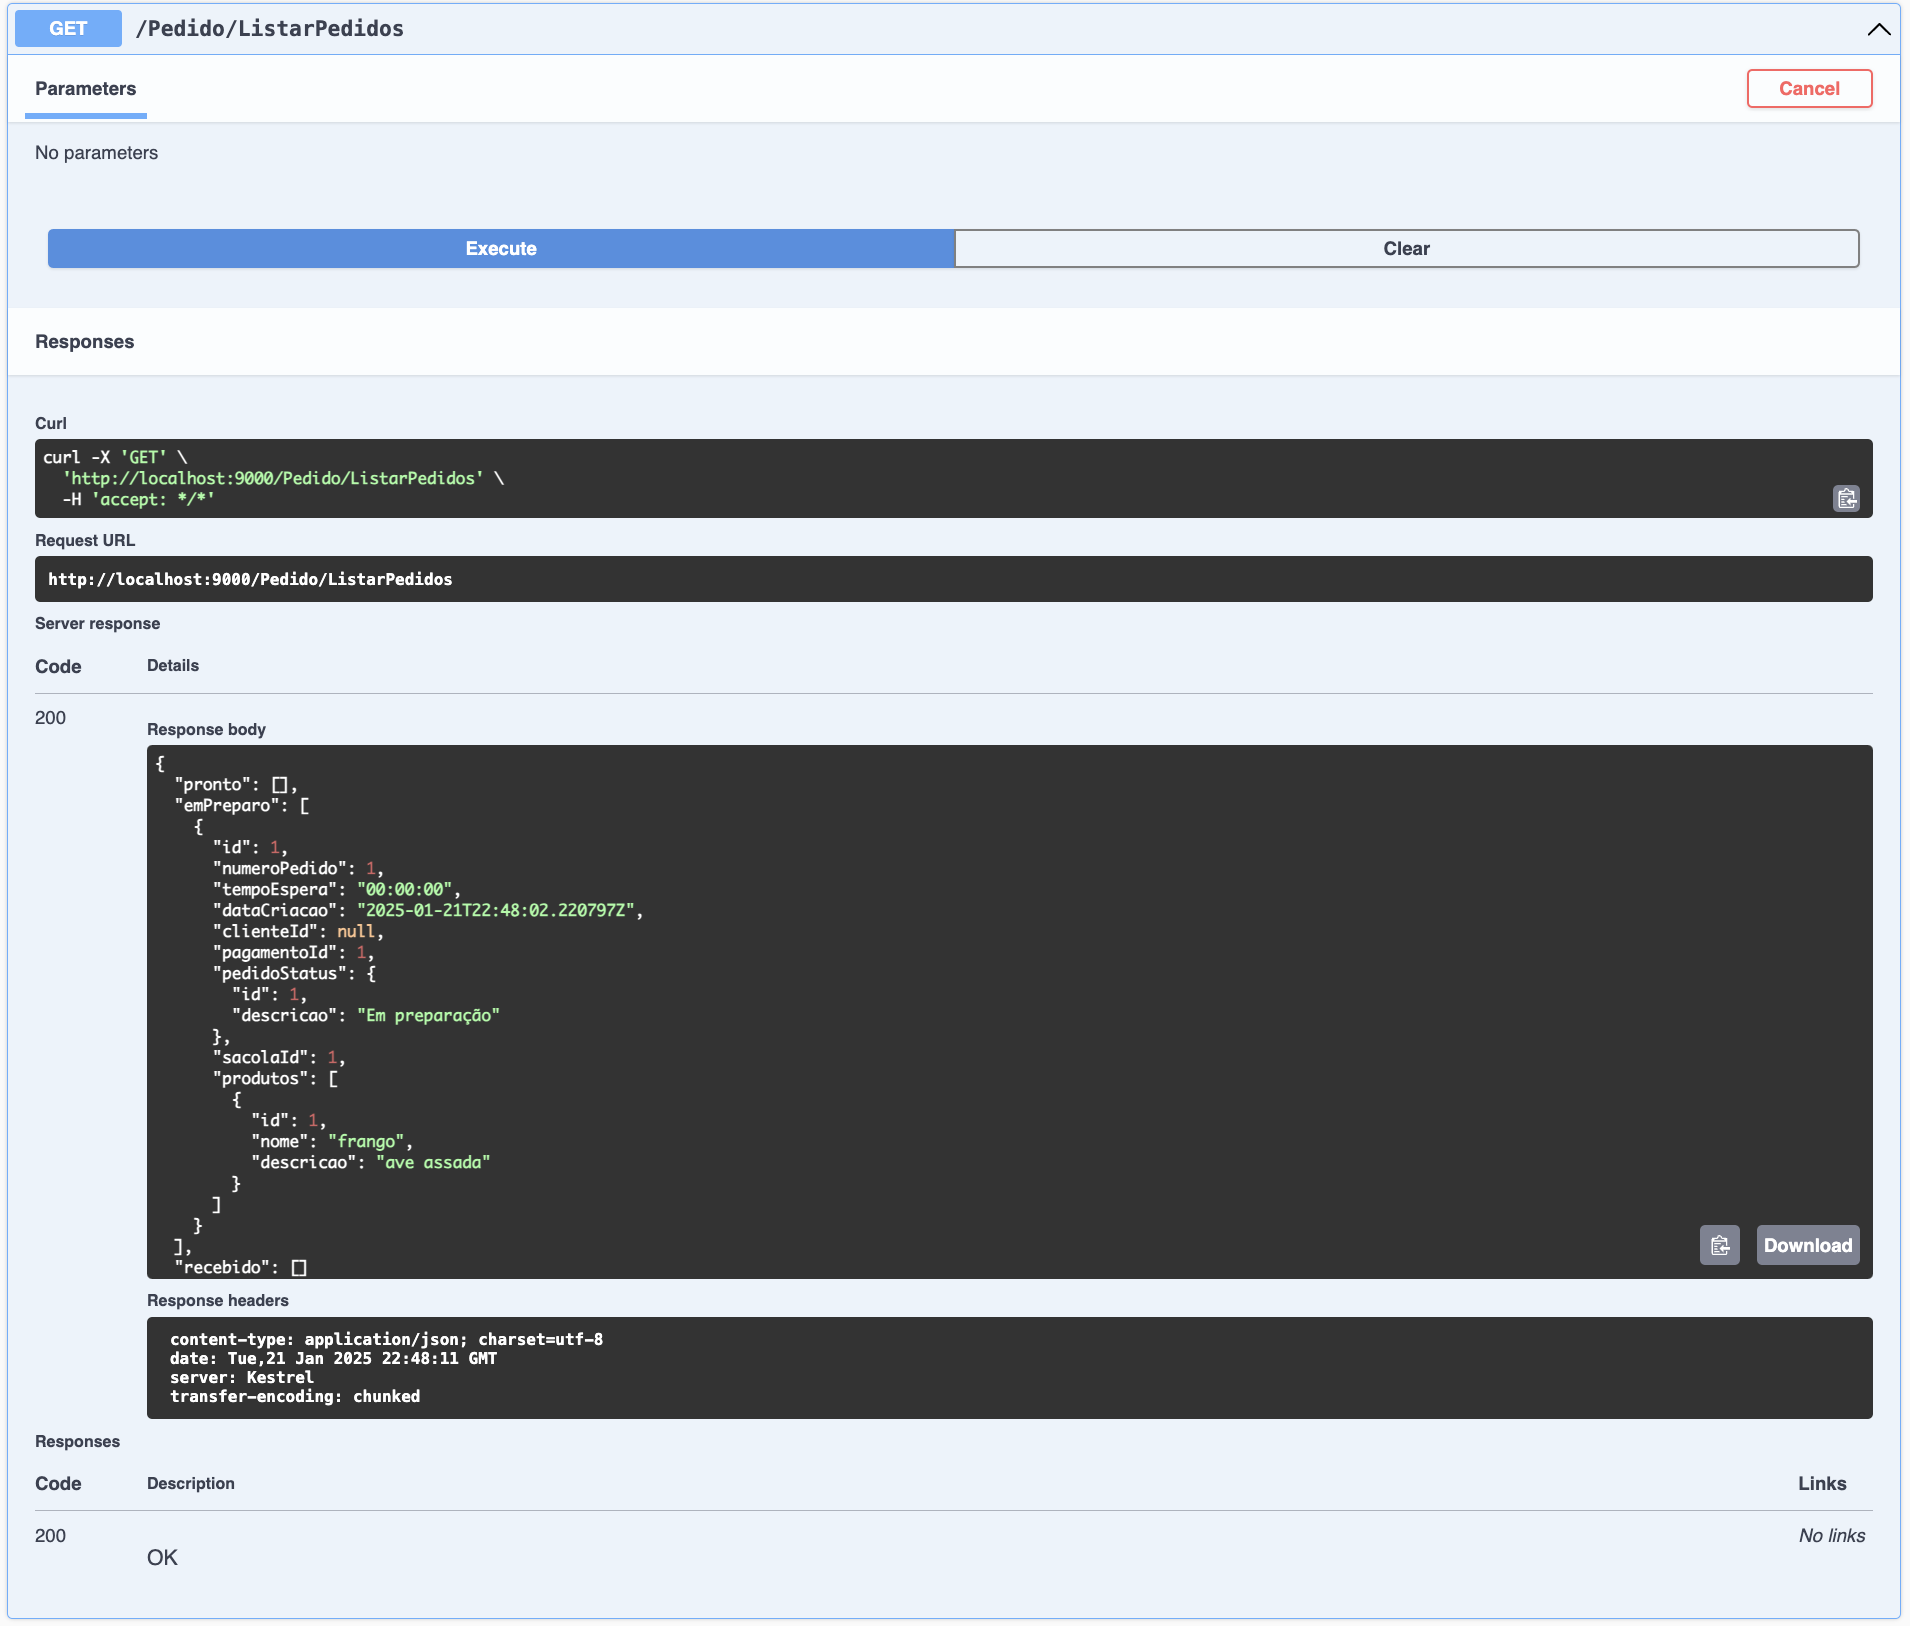 GET /Pedido/ListarPedidos
Parameters
Cancel
No parameters
Execute
Clear
Responses
Curl
curl -X 'GET' \
  'http://localhost:9000/Pedido/ListarPedidos' \
  -H 'accept: */*'
Request URL
http://localhost:9000/Pedido/ListarPedidos
Server response
Code Details
200
Response body
{
  "pronto": [],
  "emPreparo": [
    {
      "id": 1,
      "numeroPedido": 1,
      "tempoEspera": "00:00:00",
      "dataCriacao": "2025-01-21T22:48:02.220797Z",
      "clienteId": null,
      "pagamentoId": 1,
      "pedidoStatus": {
        "id": 1,
        "descricao": "Em preparação"
      },
      "sacolaId": 1,
      "produtos": [
        {
          "id": 1,
          "nome": "frango",
          "descricao": "ave assada"
        }
      ]
    }
  ],
  "recebido": []
Download
Response headers
content-type: application/json; charset=utf-8
date: Tue,21 Jan 2025 22:48:11 GMT
server: Kestrel
transfer-encoding: chunked
Responses
Code Description Links
200 No links
OK